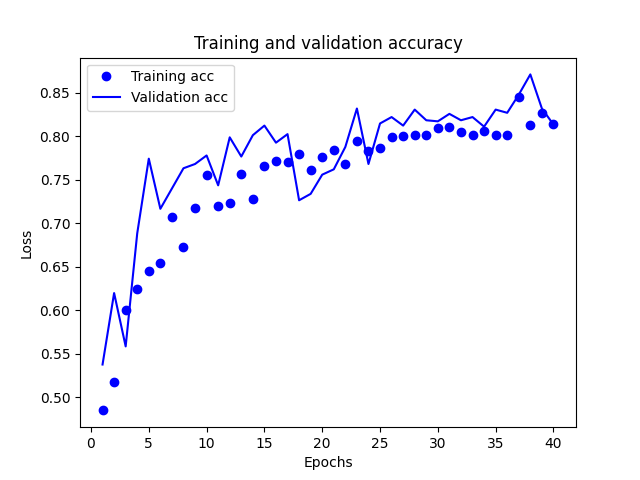 Training and validation accuracy
Training acc
Validation acc
0.85
0.80
0.75
0.70
0.65
0.60
0.55
0.50
Loss
0 5 10 15 20 25 30 35 40
Epochs